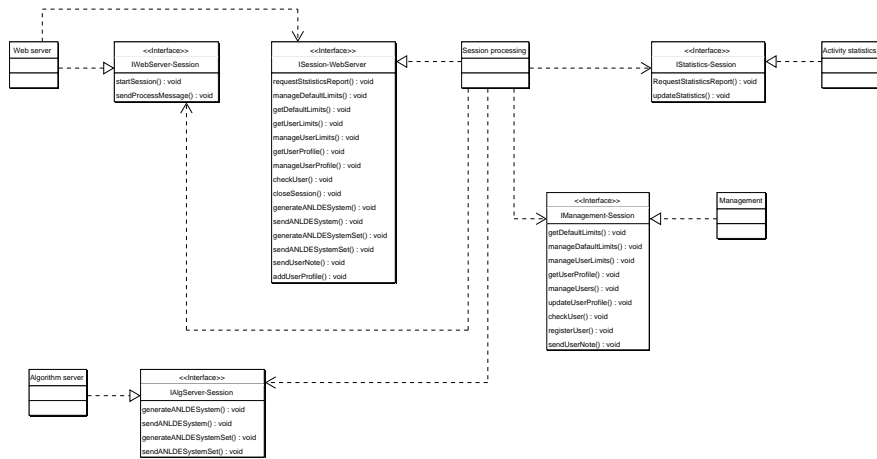 Web server
<<Interface>>
IWebServer-Session
startSession() : void
sendProcessMessage() : void
<<Interface>>
ISession-WebServer
requestStstisticsReport() : void
manageDefaultLimits() : void
getDefaultLimits() : void
getUserLimits() : void
manageUserLimits() : void
getUserProfile() : void
manageUserProfile() : void
checkUser() : void
closeSession() : void
generateANLDESystem() : void
sendANLDESystem() : void
generateANLDESystemSet() : void
sendANLDESystemSet() : void
sendUserNote() : void
addUserProfile() : void
Session processing
<<Interface>>
IStatistics-Session
RequestStatisticsReport() : void
updateStatistics() : void
Activity statistics
<<Interface>>
IManagement-Session
getDefaultLimits() : void
manageDafaultLimits() : void
manageUserLimits() : void
getUserProfile() : void
manageUsers() : void
updateUserProfile() : void
checkUser() : void
registerUser() : void
sendUserNote() : void
Management
Algorithm server
<<Interface>>
IAlgServer-Session
generateANLDESystem() : void
sendANLDESystem() : void
generateANLDESystemSet() : void
sendANLDESystemSet() : void